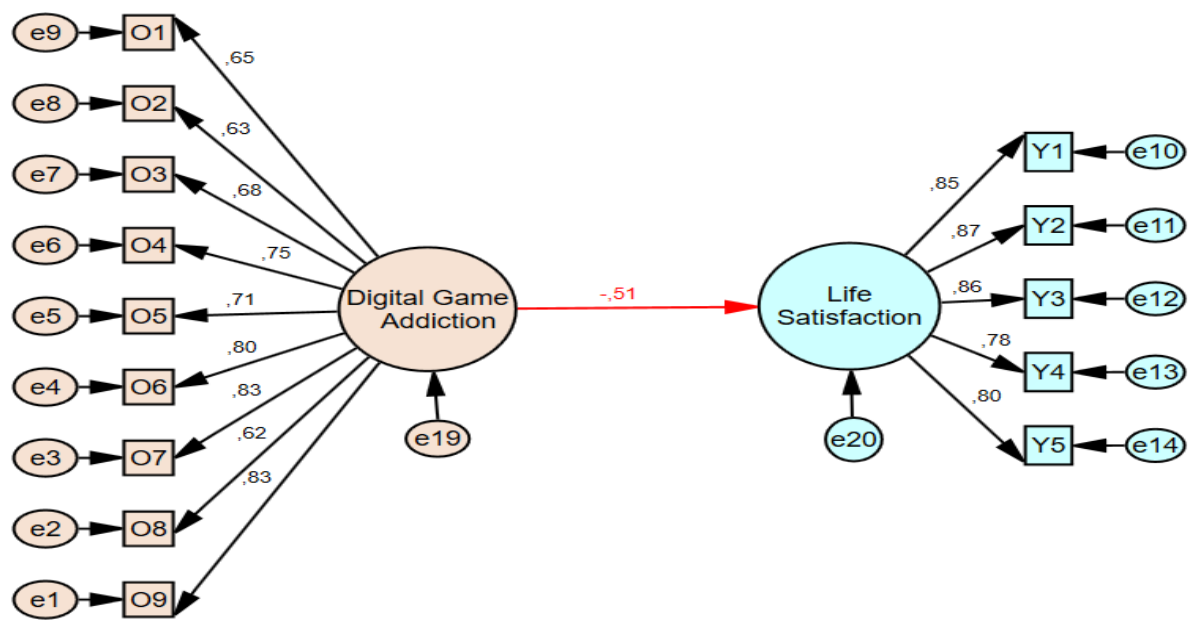 e9 O1
,65
e8 O2
,63
e7 O3
,68
e6 O4
,75
e5 O5
,71
e4 O6
,80
e3 O7
,83
e2 O8
,62
e1 O9
,83
Digital Game
Addiction
e19
-,51
Life
Satisfaction
e20
,85
Y1 e10
,87
Y2 e11
,86
Y3 e12
,78
Y4 e13
,80
Y5 e14